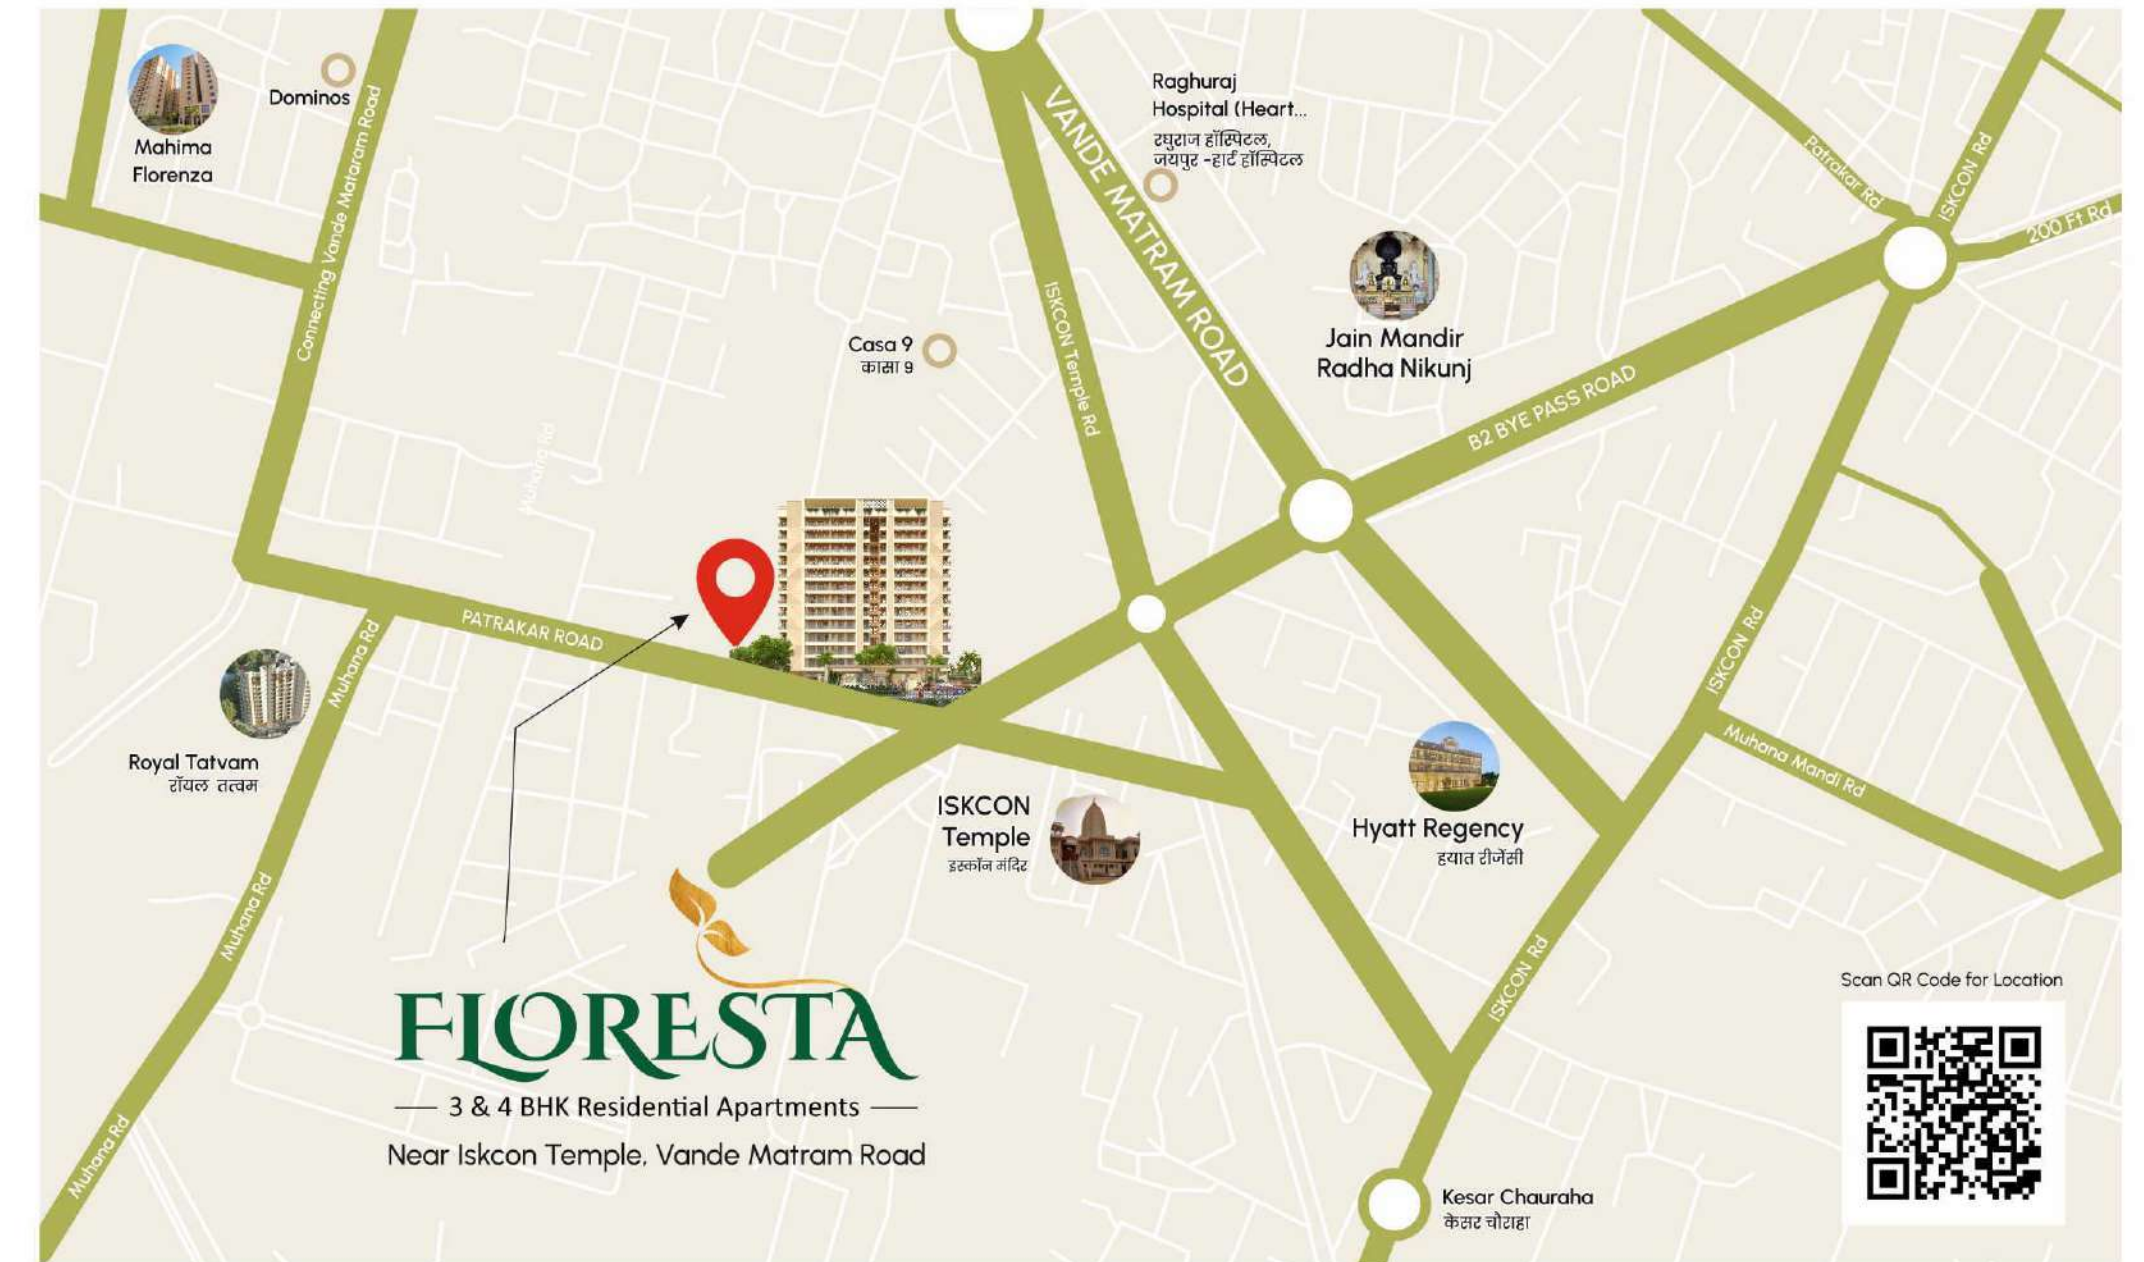 Mahima
Florenza
Dominos
Connecting Vande Mataram Road
VANDE MATRAM ROAD
Raghuraj
Hospital (Heart...
रघुराज हॉस्पिटल,
जयपुर -हार्ट हॉस्पिटल
Patrakar Rd
ISKCON Rd
200 Ft Rd
Jain Mandir
Radha Nikunj
ISKCON Temple Rd
Casa 9
कासा 9
B2 BYE PASS ROAD
Muhana Rd
PATRAKAR ROAD
Muhana Rd
Royal Tatvam
रॉयल तत्वम
ISKCON Rd
Muhana Mandi Rd
ISKCON
Temple
इस्कॉन मंदिर
Hyatt Regency
हयात रीजेंसी
Muhana Rd
ISKCON Rd
Scan QR Code for Location
FLORESTA
3 & 4 BHK Residential Apartments
Near Iskcon Temple, Vande Matram Road
Muhana Rd
Kesar Chauraha
केसर चौराहा